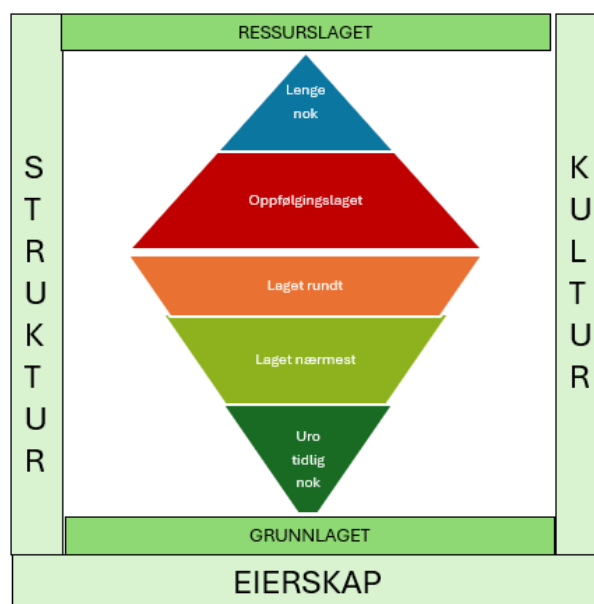 RESSURSLAGET
STRUKTUR
Lenge
nok
Oppfølgingslaget
Laget rundt
Laget nærmest
Uro
tidlig
nok
KULTUR
GRUNNLAGET
EIERSKAP